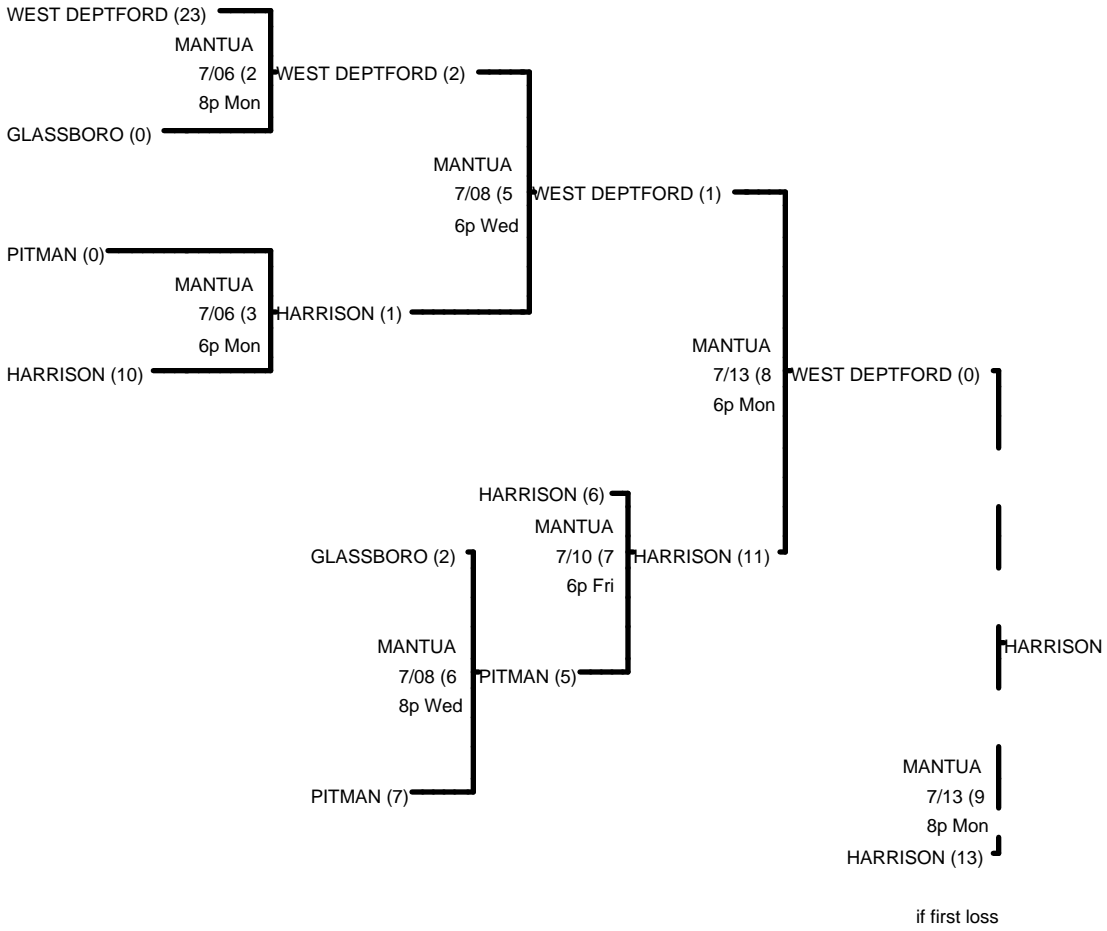 WEST DEPTFORD (23)
MANTUA
7/06 (2
8p Mon
WEST DEPTFORD (2)
GLASSBORO (0)
MANTUA
7/08 (5
6p Wed
WEST DEPTFORD (1)
PITMAN (0)
MANTUA
7/06 (3
6p Mon
HARRISON (1)
HARRISON (10)
MANTUA
7/13 (8
6p Mon
WEST DEPTFORD (0)
HARRISON (6)
MANTUA
7/10 (7
6p Fri
HARRISON (11)
GLASSBORO (2)
MANTUA
7/08 (6
8p Wed
PITMAN (5)
PITMAN (7)
HARRISON
MANTUA
7/13 (9
8p Mon
HARRISON (13)
if first loss